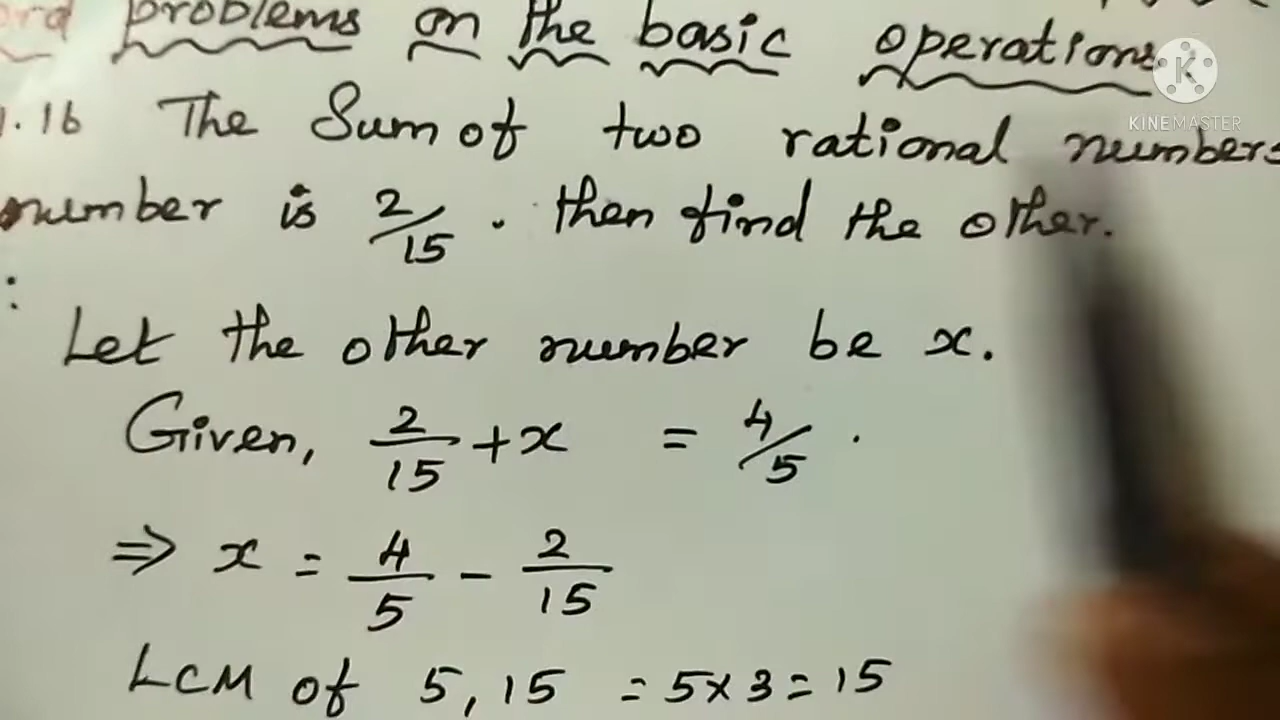 problems on the basic operations
KINEMASTER
.16 The Sum of two rational numbers
number is 2/15 . then find the other.
:
Let the other number be x.
Given, 2/15 + x = 4/5 .
⇒ x = 4/5 - 2/15
LCM of 5, 15 = 5 x 3 = 15